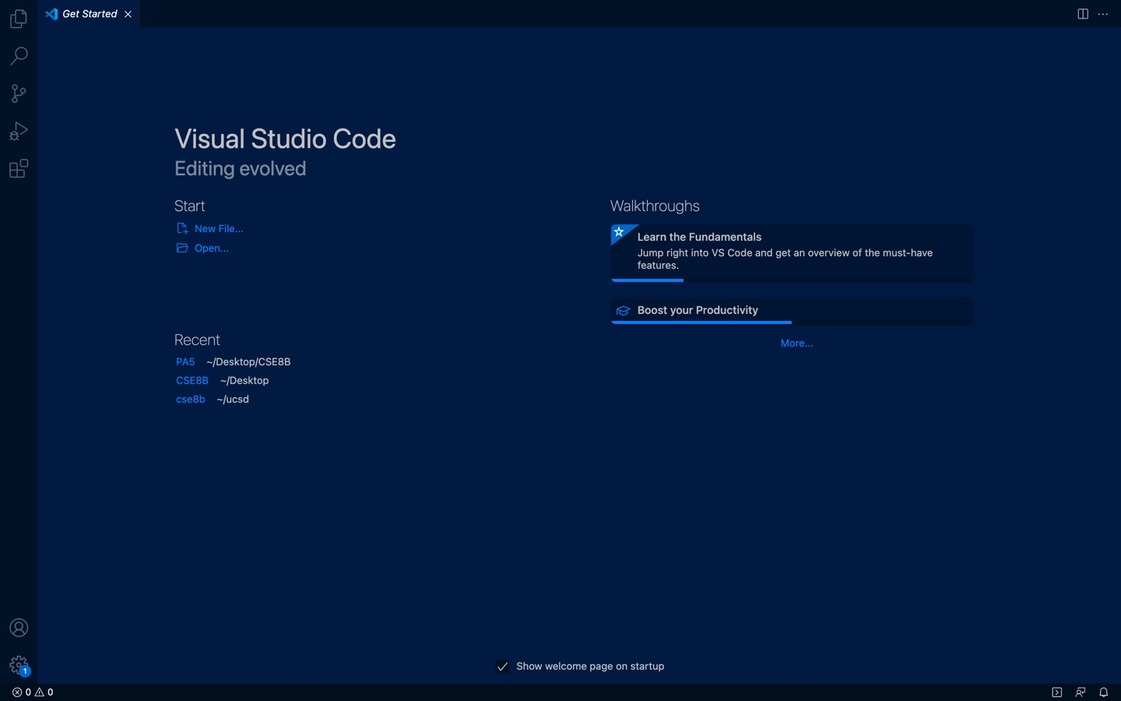 Get Started
Visual Studio Code
Editing evolved
Start
New File...
Open...
Recent
PA5 ~/Desktop/CSE8B
CSE8B ~/Desktop
cse8b ~/ucsd
Walkthroughs
Learn the Fundamentals
Jump right into VS Code and get an overview of the must-have
features.
Boost your Productivity
More...
Show welcome page on startup
1
0 0